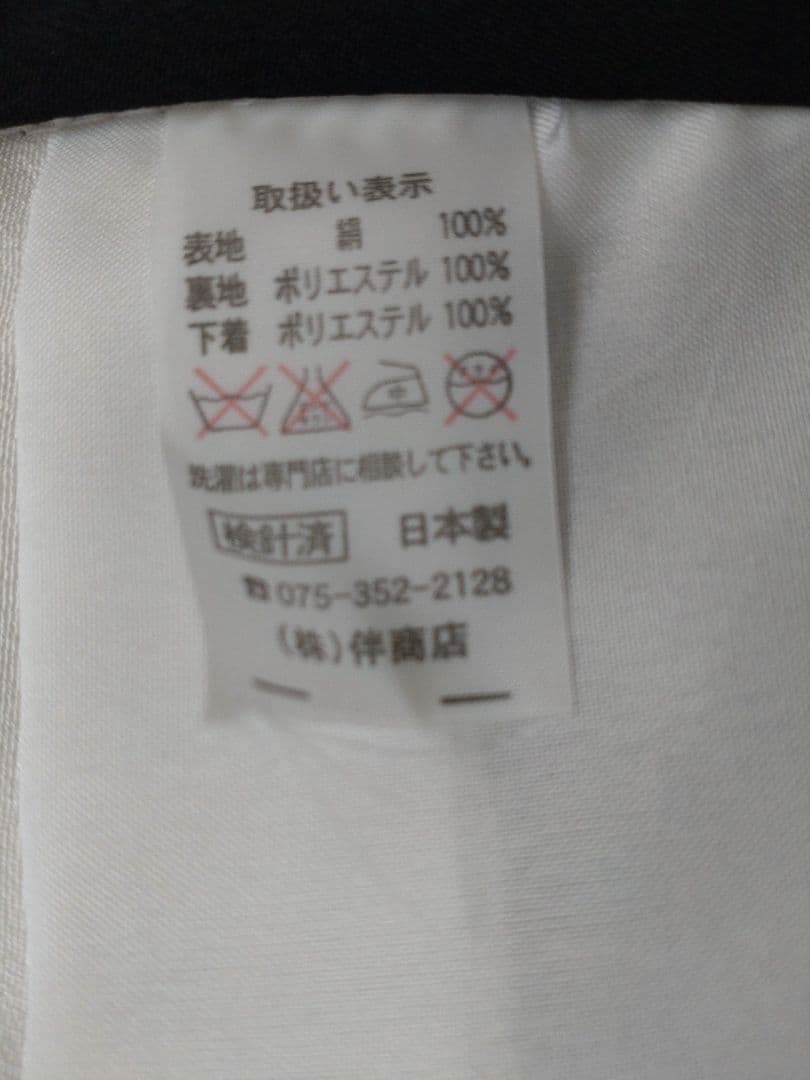 取扱い表示
表地 絹 100%
裏地 ポリエステル 100%
下着 ポリエステル 100%
洗濯は専門店に相談して下さい。
検針済 日本製
☎075-352-2128
(株)伴商店